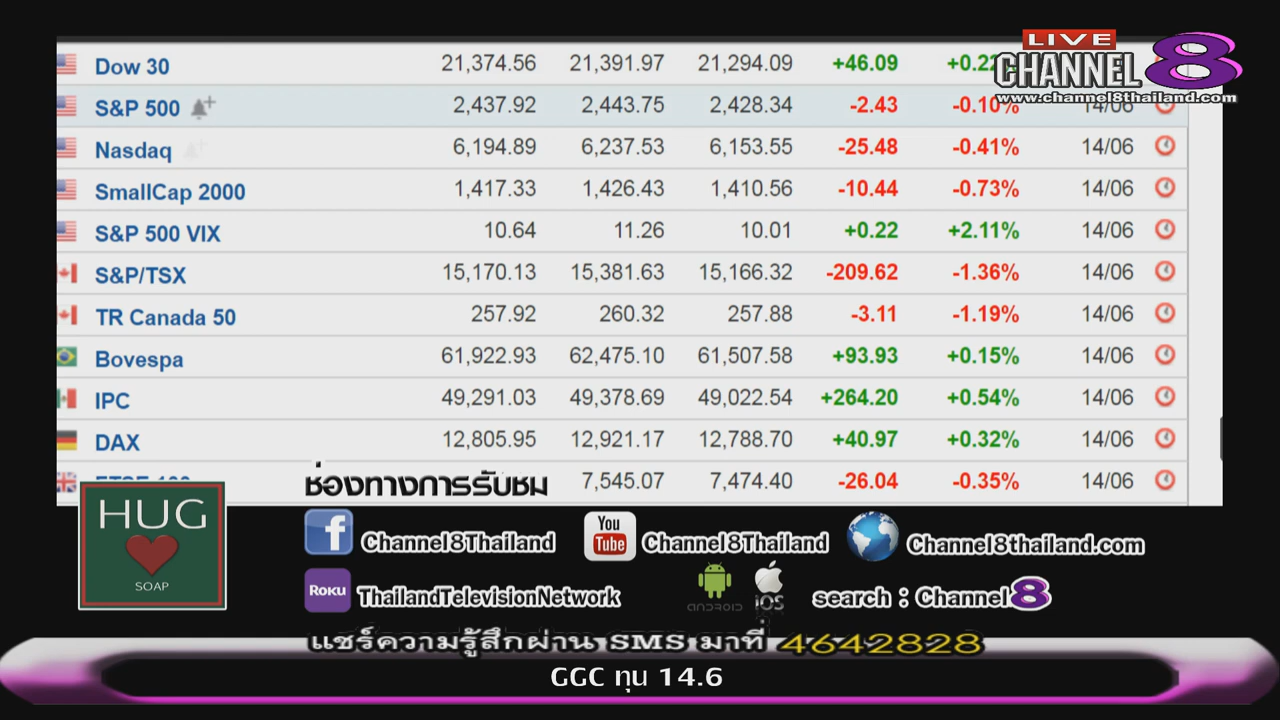 LIVE
CHANNEL 8
www.channel8thailand.com
Dow 30 21,374.56 21,391.97 21,294.09 +46.09 +0.22
S&P 500 2,437.92 2,443.75 2,428.34 -2.43 -0.10% 14/06
Nasdaq 6,194.89 6,237.53 6,153.55 -25.48 -0.41% 14/06
SmallCap 2000 1,417.33 1,426.43 1,410.56 -10.44 -0.73% 14/06
S&P 500 VIX 10.64 11.26 10.01 +0.22 +2.11% 14/06
S&P/TSX 15,170.13 15,381.63 15,166.32 -209.62 -1.36% 14/06
TR Canada 50 257.92 260.32 257.88 -3.11 -1.19% 14/06
Bovespa 61,922.93 62,475.10 61,507.58 +93.93 +0.15% 14/06
IPC 49,291.03 49,378.69 49,022.54 +264.20 +0.54% 14/06
DAX 12,805.95 12,921.17 12,788.70 +40.97 +0.32% 14/06
7,545.07 7,474.40 -26.04 -0.35% 14/06
ช่องทางการรับชม
HUG
SOAP
f Channel8Thailand You Tube Channel8Thailand Channel8thailand.com
ROKU ThailandTelevisionNetwork ANDROID iOS search : Channel 8
แชร์ความรู้สึกผ่าน SMS มาที่ 4642828
GGC ทุน 14.6